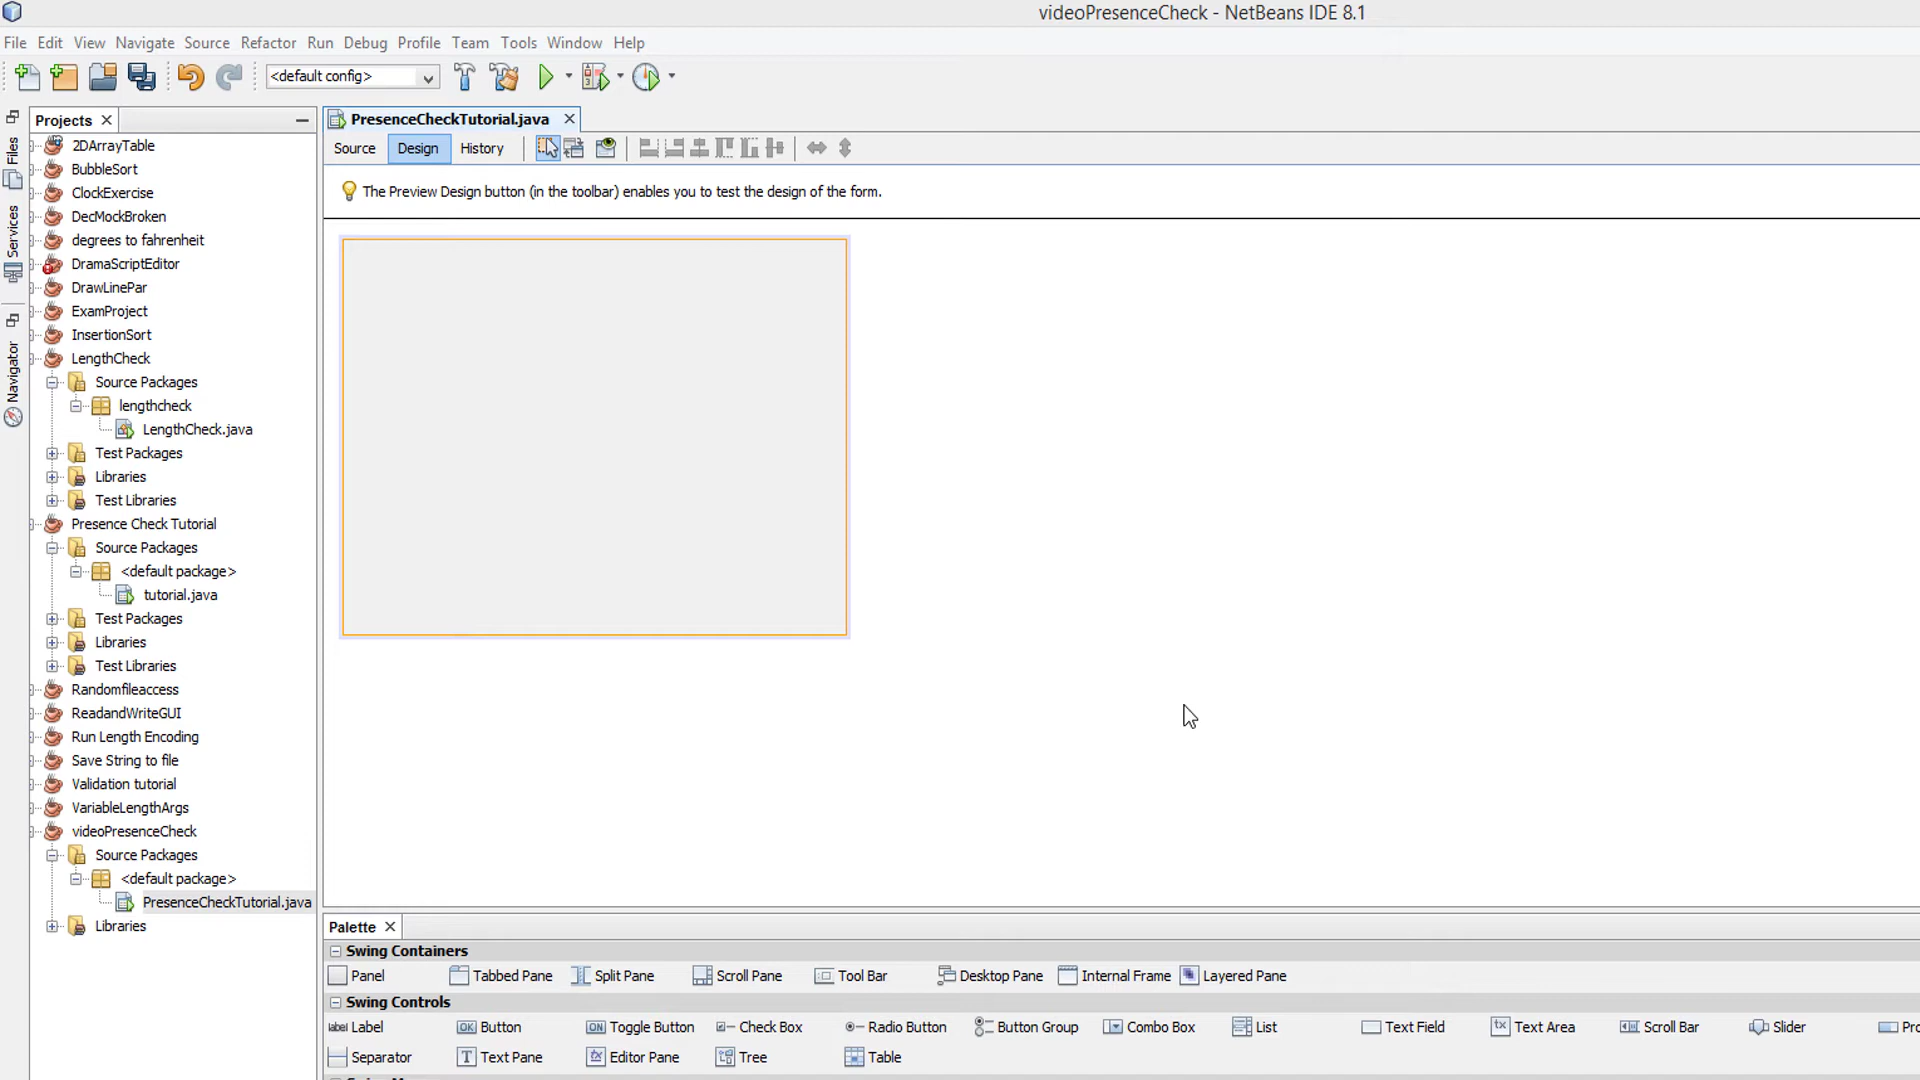 videoPresenceCheck - NetBeans IDE 8.1
File Edit View Navigate Source Refactor Run Debug Profile Team Tools Window Help
<default config>
Files
Services
Navigator
Projects
2DArrayTable
BubbleSort
ClockExercise
DecMockBroken
degrees to fahrenheit
DramaScriptEditor
DrawLinePar
ExamProject
InsertionSort
LengthCheck
Source Packages
lengthcheck
LengthCheck.java
Test Packages
Libraries
Test Libraries
Presence Check Tutorial
Source Packages
<default package>
tutorial.java
Test Packages
Libraries
Test Libraries
Randomfileaccess
ReadandWriteGUI
Run Length Encoding
Save String to file
Validation tutorial
VariableLengthArgs
videoPresenceCheck
Source Packages
<default package>
PresenceCheckTutorial.java
Libraries
PresenceCheckTutorial.java
Source Design History
The Preview Design button (in the toolbar) enables you to test the design of the form.
Palette
Swing Containers
Panel Tabbed Pane Split Pane Scroll Pane Tool Bar Desktop Pane Internal Frame Layered Pane
Swing Controls
label Label OK Button ON Toggle Button Check Box Radio Button Button Group Combo Box List Text Field Text Area Scroll Bar Slider
Separator T Text Pane Editor Pane Tree Table